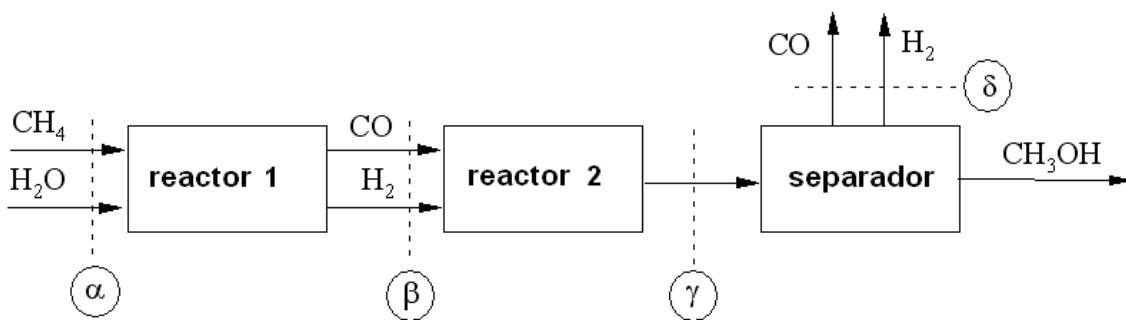 CO H₂
δ
CH₄ CO
reactor 1 reactor 2 separador CH₃OH
H₂O H₂
α β γ